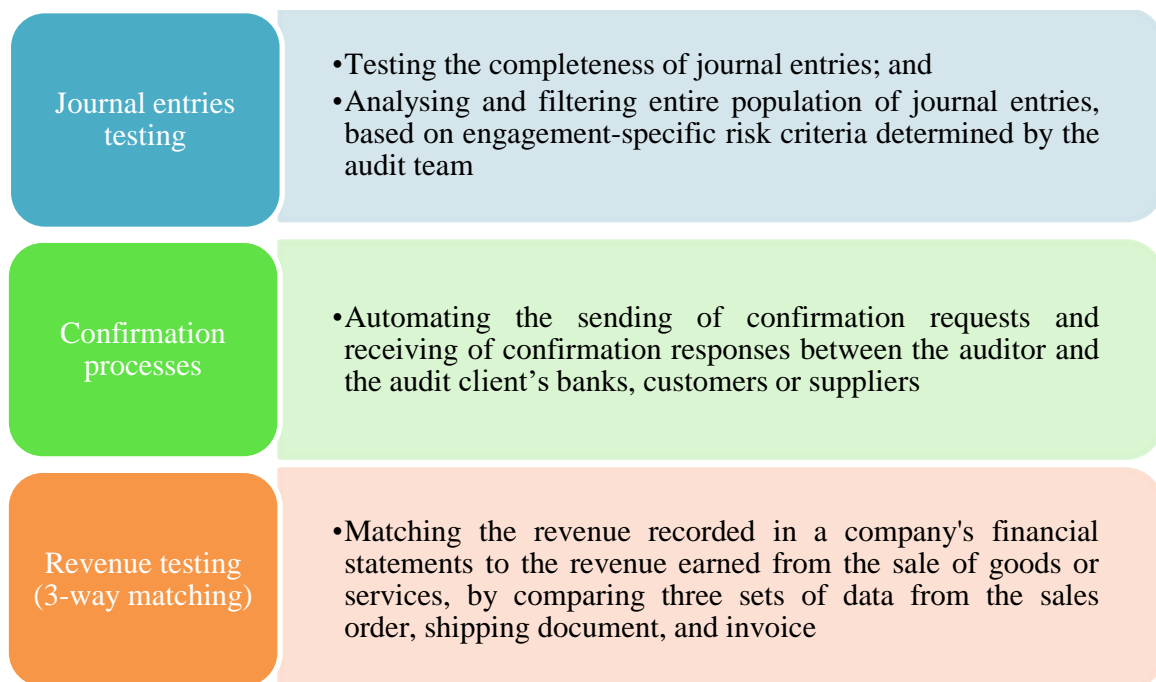 Journal entries
testing
•Testing the completeness of journal entries; and
•Analysing and filtering entire population of journal entries,
based on engagement-specific risk criteria determined by the
audit team
Confirmation
processes
•Automating the sending of confirmation requests and
receiving of confirmation responses between the auditor and
the audit client’s banks, customers or suppliers
Revenue testing
(3-way matching)
•Matching the revenue recorded in a company's financial
statements to the revenue earned from the sale of goods or
services, by comparing three sets of data from the sales
order, shipping document, and invoice